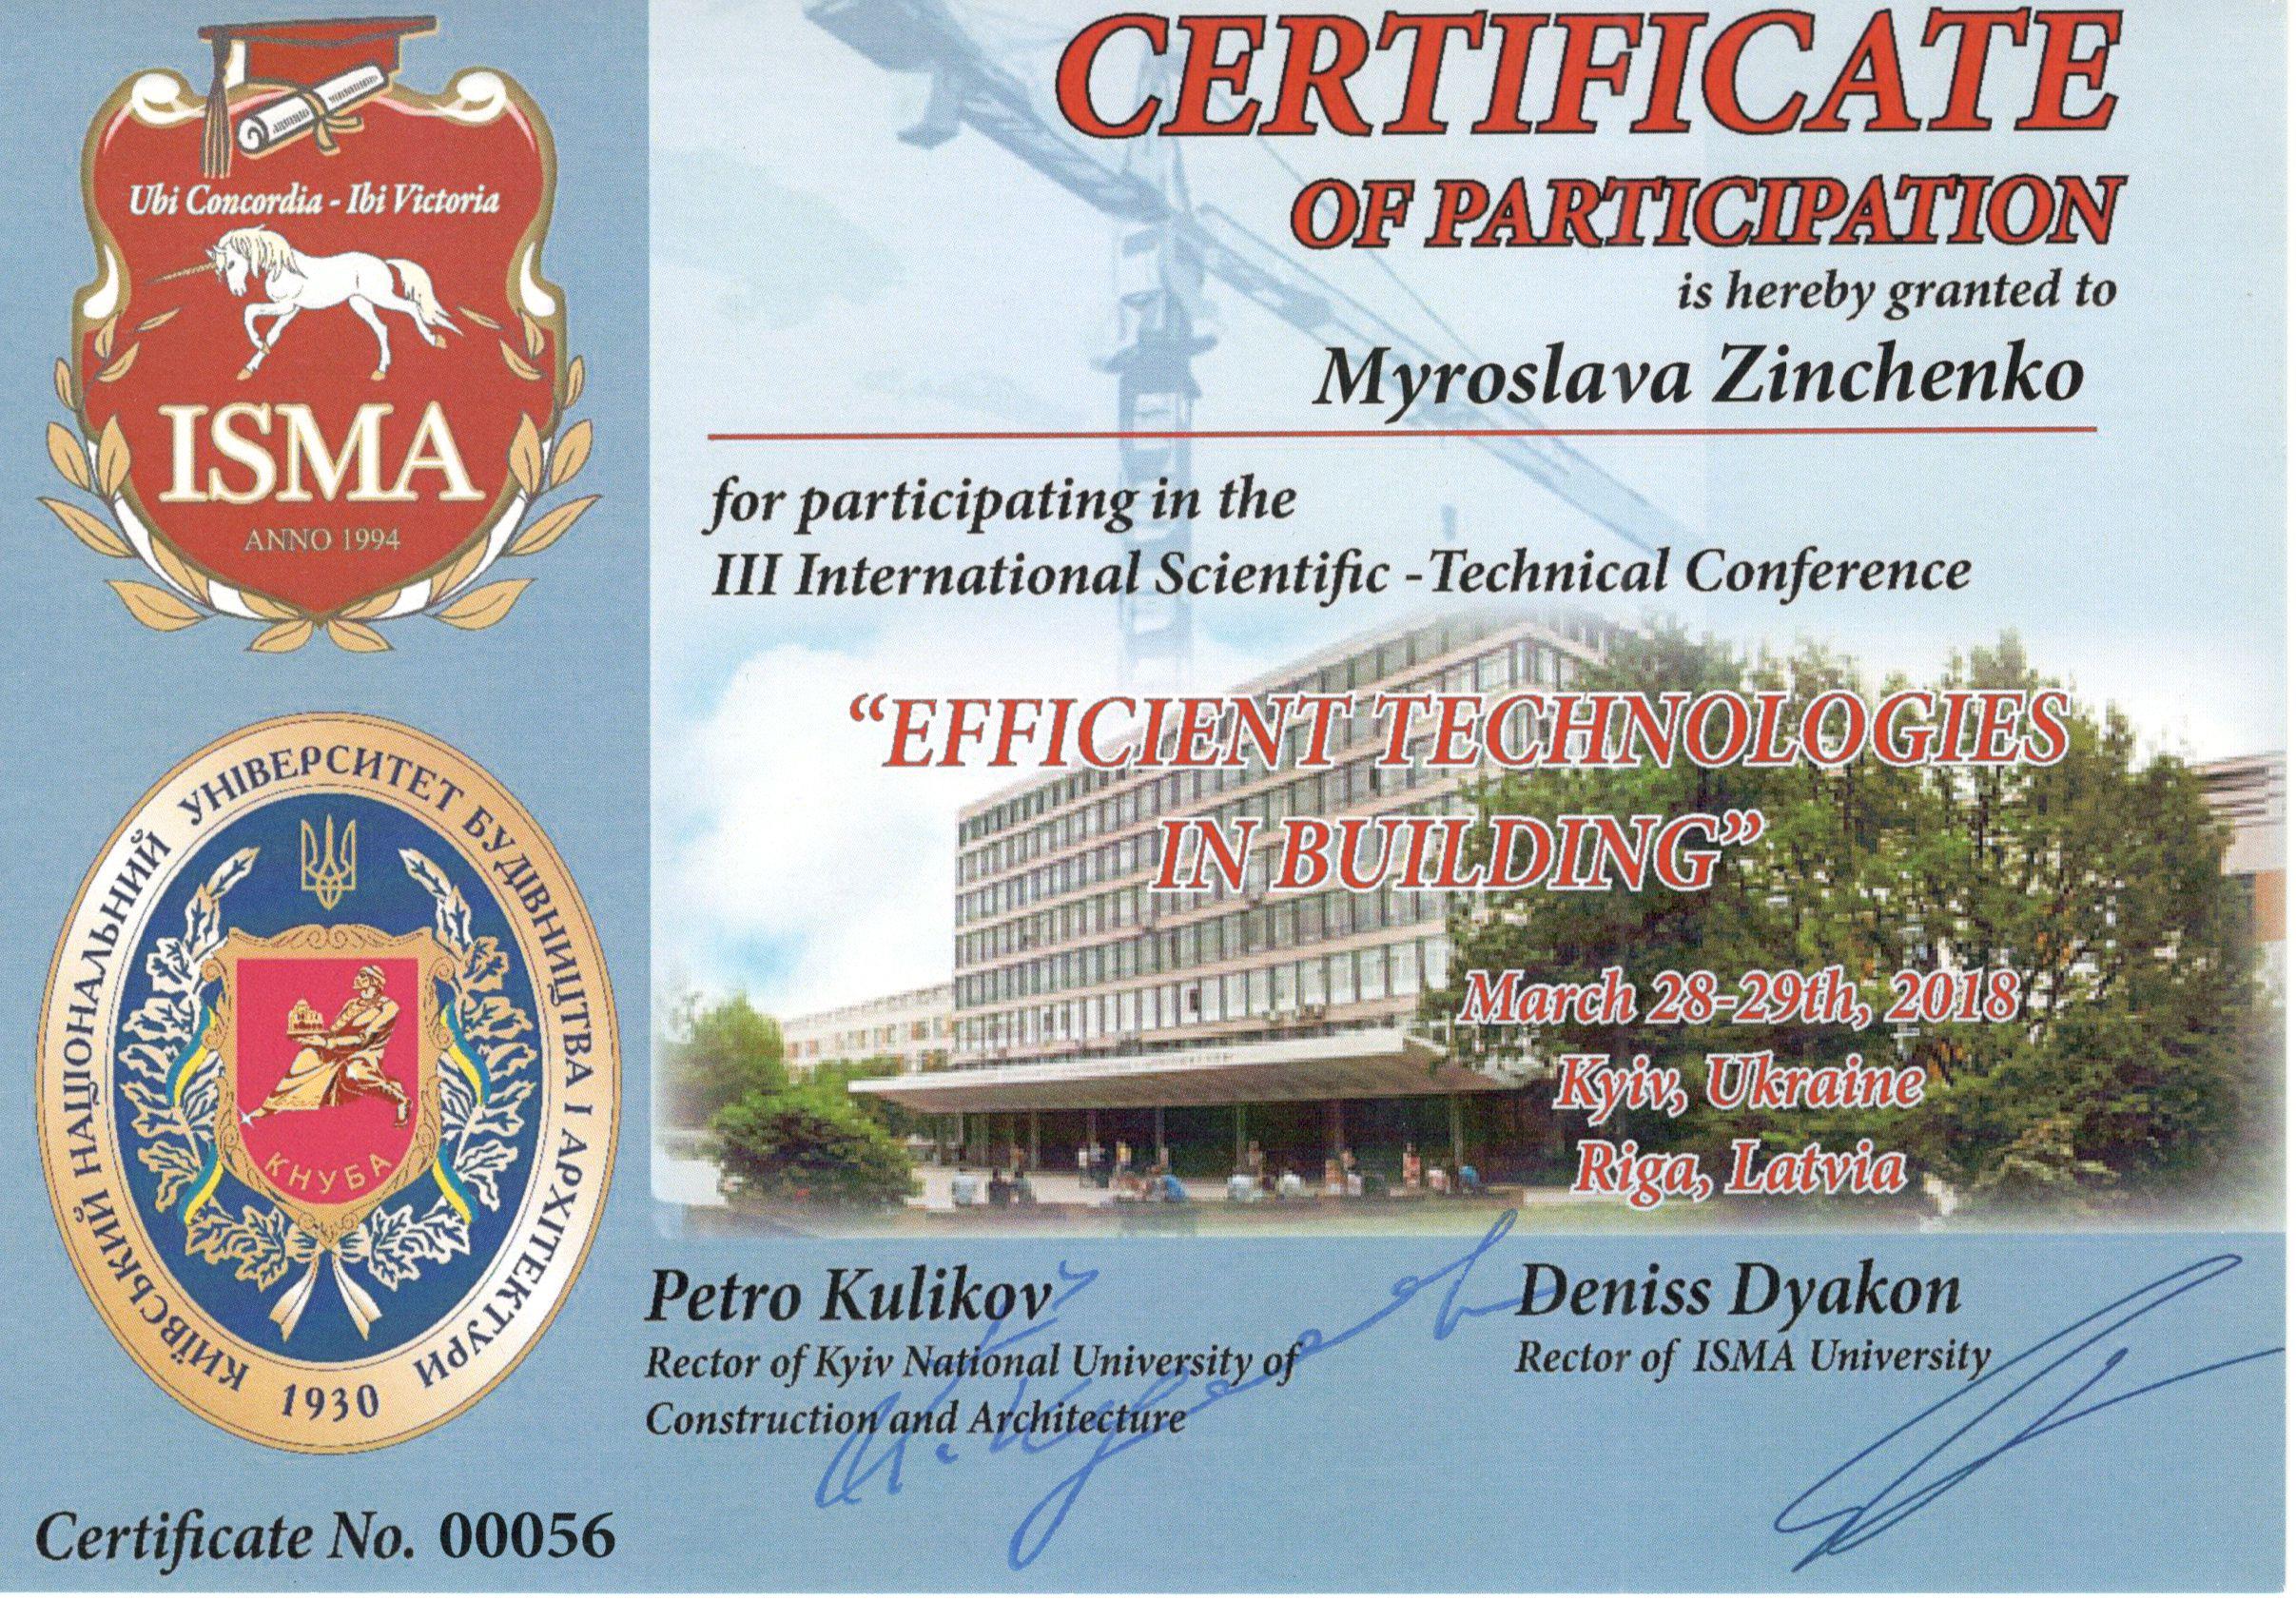 Ubi Concordia - Ibi Victoria
ISMA
ANNO 1994
КИЇВСЬКИЙ НАЦІОНАЛЬНИЙ УНІВЕРСИТЕТ БУДІВНИЦТВА І АРХІТЕКТУРИ
КНУБА
1930
Certificate No. 00056
CERTIFICATE
OF PARTICIPATION
is hereby granted to
Myroslava Zinchenko
for participating in the
III International Scientific -Technical Conference
“EFFICIENT TECHNOLOGIES
IN BUILDING”
March 28-29th, 2018
Kyiv, Ukraine
Riga, Latvia
Petro Kulikov
Rector of Kyiv National University of
Construction and Architecture
Deniss Dyakon
Rector of ISMA University